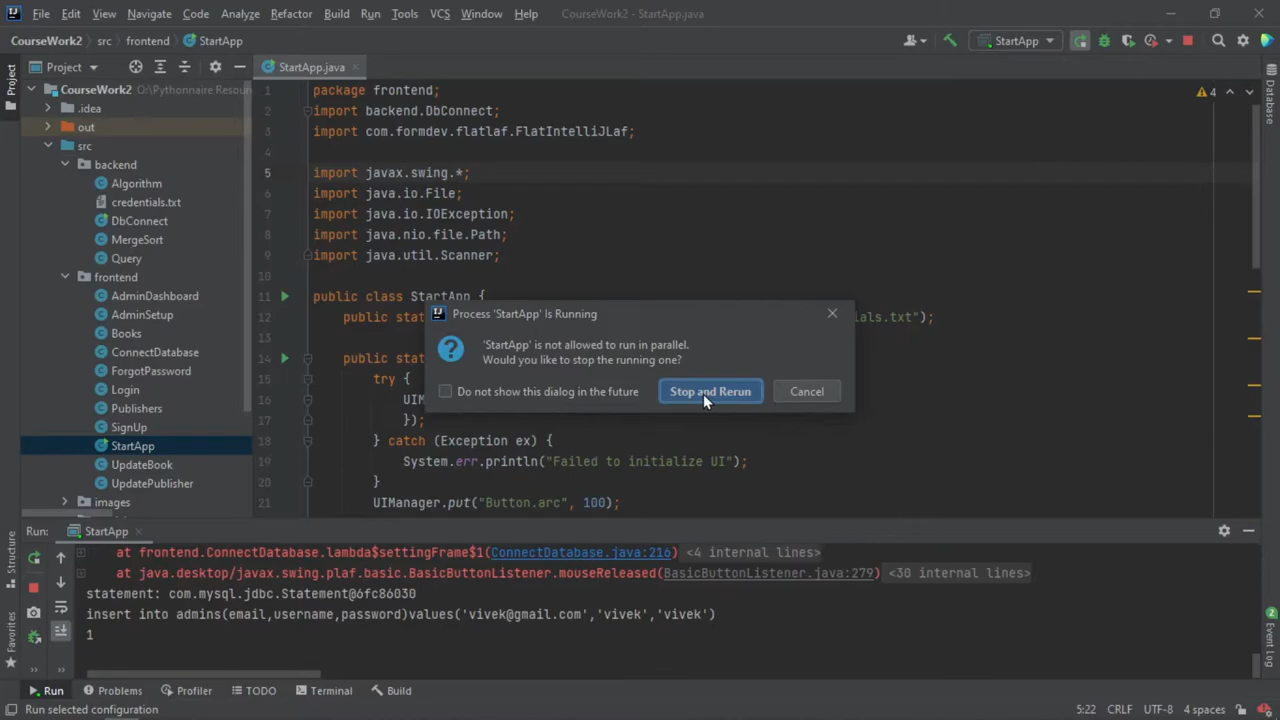 File Edit View Navigate Code Analyze Refactor Build Run Tools VCS Window Help CourseWork2 - StartApp.java
CourseWork2 src frontend StartApp StartApp
Project Project StartApp.java Database
CourseWork2 O:\Pythonnaire Resour
.idea
out
src
backend
Algorithm
credentials.txt
DbConnect
MergeSort
Query
frontend
AdminDashboard
AdminSetup
Books
ConnectDatabase
ForgotPassword
Login
Publishers
SignUp
StartApp
UpdateBook
UpdatePublisher
images
4
1 package frontend;
2 import backend.DbConnect;
3 import com.formdev.flatlaf.FlatIntelliJLaf;
4
5 import javax.swing.*;
6 import java.io.File;
7 import java.io.IOException;
8 import java.nio.file.Path;
9 import java.util.Scanner;
10
11 public class StartApp {
12 public stat ials.txt");
13
14 public stat
15 try {
16 UIM
17 });
18 } catch (Exception ex) {
19 System.err.println("Failed to initialize UI");
20 }
21 UIManager.put("Button.arc", 100);
Process 'StartApp' Is Running
'StartApp' is not allowed to run in parallel.
Would you like to stop the running one?
Do not show this dialog in the future Stop and Rerun Cancel
Run: StartApp
at frontend.ConnectDatabase.lambda$settingFrame$1(ConnectDatabase.java:216) <4 internal lines>
at java.desktop/javax.swing.plaf.basic.BasicButtonListener.mouseReleased(BasicButtonListener.java:279) <30 internal lines>
statement: com.mysql.jdbc.Statement@6fc86030
insert into admins(email,username,password)values('vivek@gmail.com','vivek','vivek')
1
Structure
Favorites
2
Event Log
Run Problems Profiler TODO Terminal Build
Run selected configuration 5:22 CRLF UTF-8 4 spaces